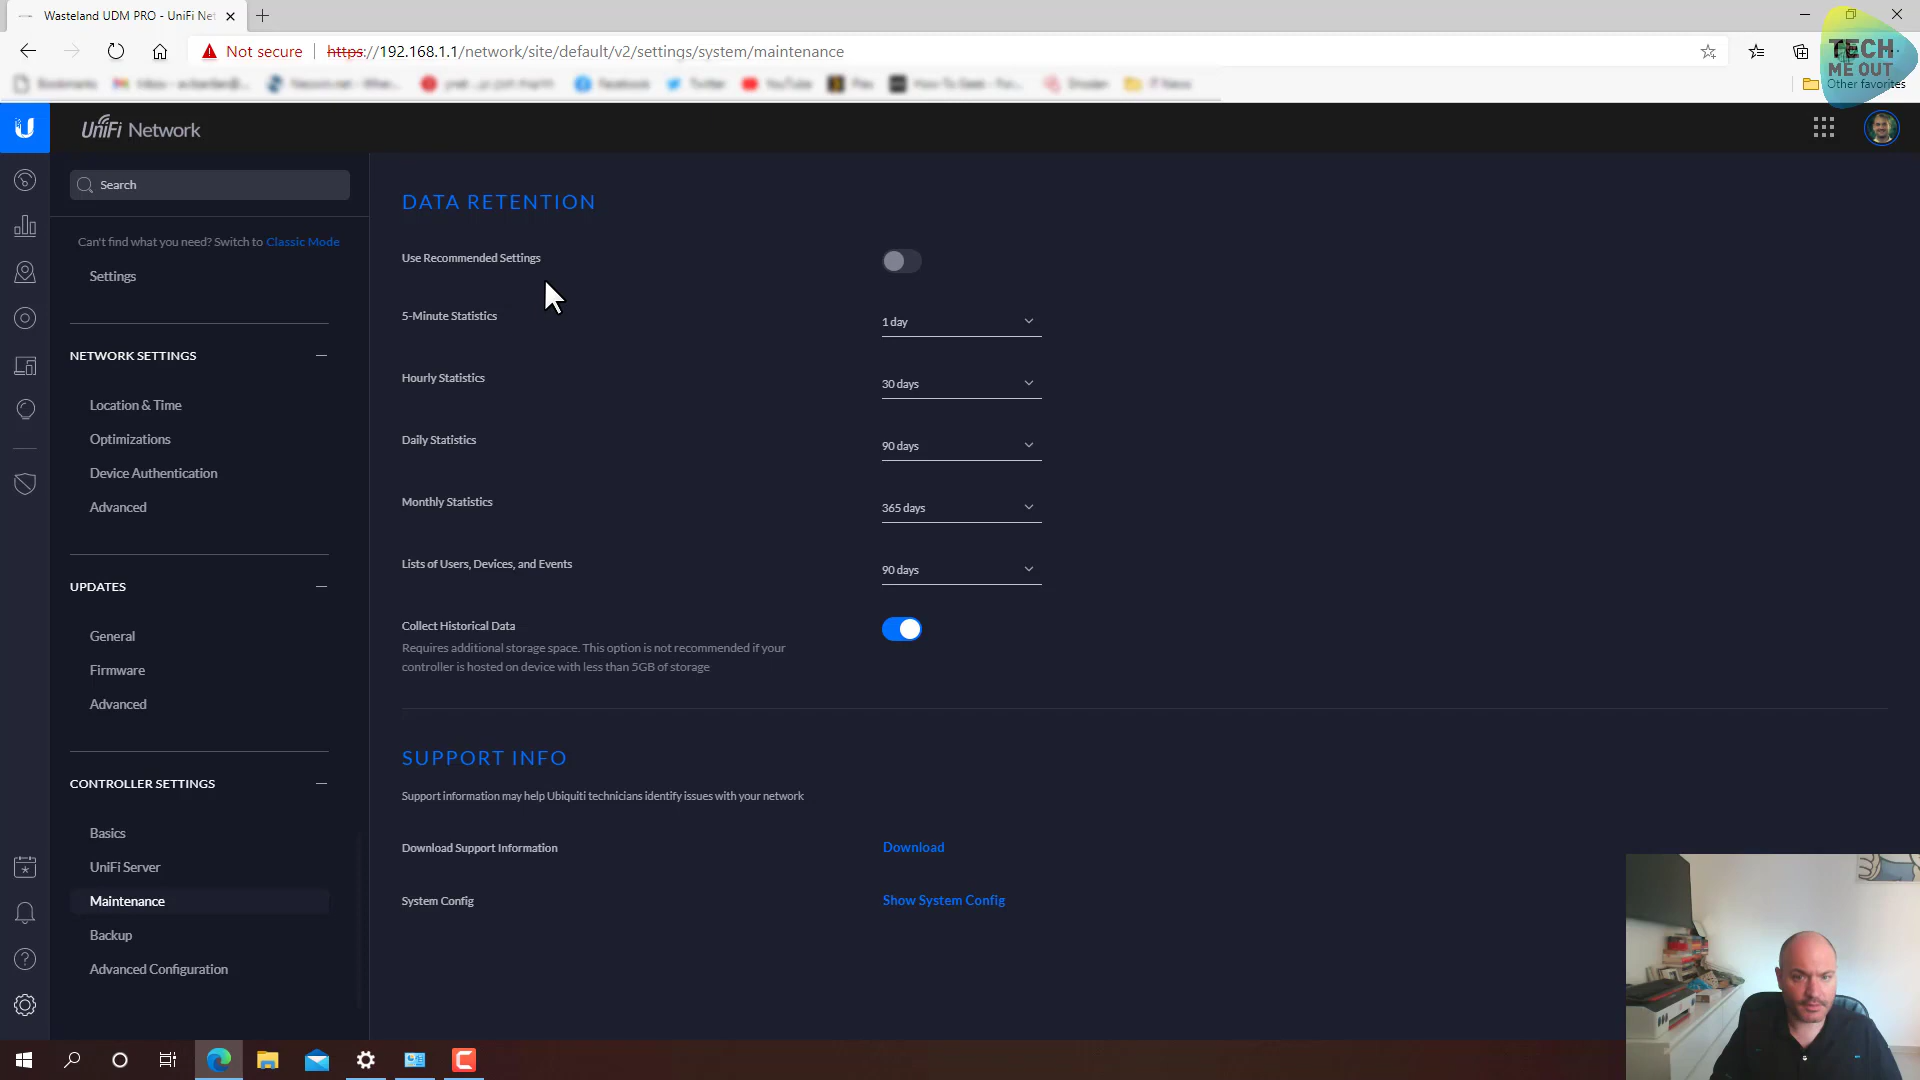 Wasteland UDM PRO - UniFi Net
Not secure
https://192.168.1.1/network/site/default/v2/settings/system/maintenance
TECH
ME OUT
Bookmarks
Facebook
Twitter
YouTube
Plex
IT News
Other favorites
UniFi Network
Search
Can't find what you need? Switch to Classic Mode
Settings
NETWORK SETTINGS
Location & Time
Optimizations
Device Authentication
Advanced
UPDATES
General
Firmware
Advanced
CONTROLLER SETTINGS
Basics
UniFi Server
Maintenance
Backup
Advanced Configuration
DATA RETENTION
Use Recommended Settings
5-Minute Statistics
1 day
Hourly Statistics
30 days
Daily Statistics
90 days
Monthly Statistics
365 days
Lists of Users, Devices, and Events
90 days
Collect Historical Data
Requires additional storage space. This option is not recommended if your
controller is hosted on device with less than 5GB of storage
SUPPORT INFO
Support information may help Ubiquiti technicians identify issues with your network
Download Support Information
Download
System Config
Show System Config